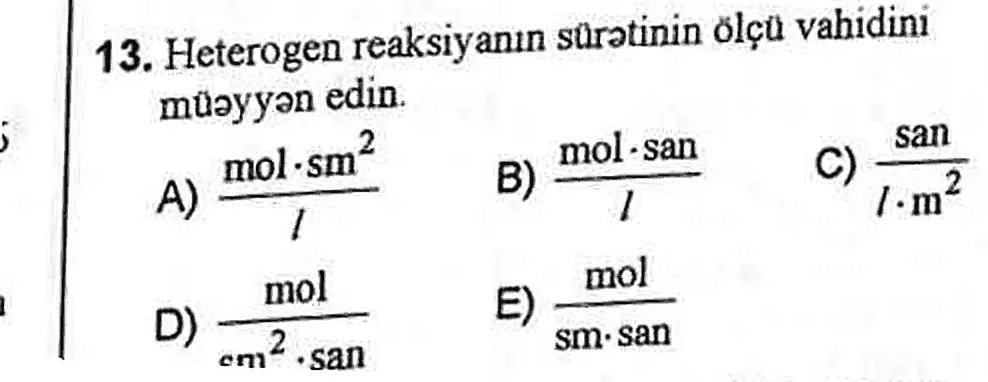 13. Heterogen reaksiyanın sürətinin ölçü vahidini
müəyyən edin.
A) mol·sm²/l B) mol·san/l C) san/l·m²
D) mol/sm²·san E) mol/sm·san